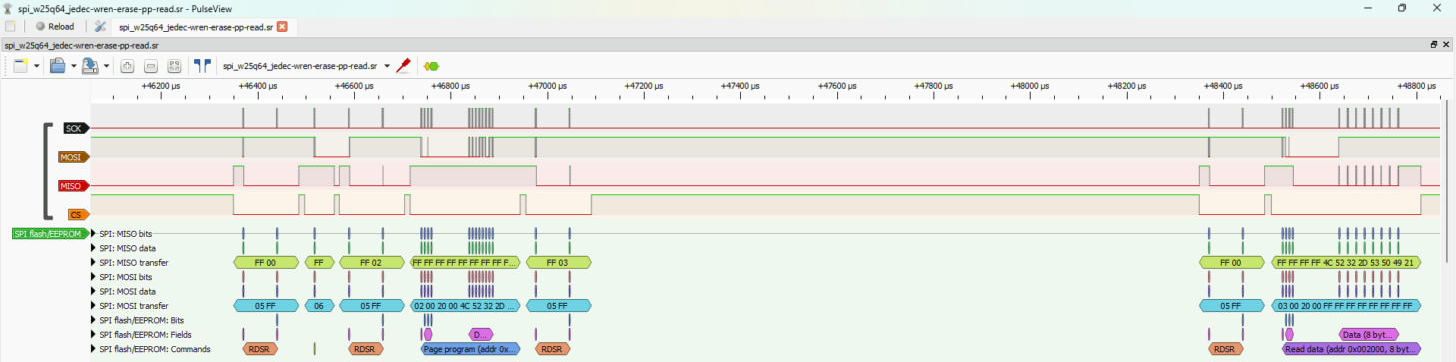 spi_w25q64_jedec-wren-erase-pp-read.sr - PulseView
Reload
spi_w25q64_jedec-wren-erase-pp-read.sr
spi_w25q64_jedec-wren-erase-pp-read.sr
spi_w25q64_jedec-wren-erase-pp-read.sr
+46200 µs +46400 µs +46600 µs +46800 µs +47000 µs +47200 µs +47400 µs +47600 µs +47800 µs +48000 µs +48200 µs +48400 µs +48600 µs +48800 µs
SCK
MOSI
MISO
CS
SPI flash/EEPROM SPI: MISO bits
SPI: MISO data
SPI: MISO transfer FF 00 FF FF 02 FF FF FF FF FF FF FF F... FF 03 FF 00 FF FF FF FF 4C 52 32 2D 53 50 49 21
SPI: MOSI bits
SPI: MOSI data
SPI: MOSI transfer 05 FF 06 05 FF 02 00 20 00 4C 52 32 2D ... 05 FF 05 FF 03 00 20 00 FF FF FF FF FF FF FF FF
SPI flash/EEPROM: Bits
SPI flash/EEPROM: Fields D... Data (8 byt...
SPI flash/EEPROM: Commands RDSR RDSR Page program (addr 0x... RDSR RDSR Read data (addr 0x002000, 8 byt...